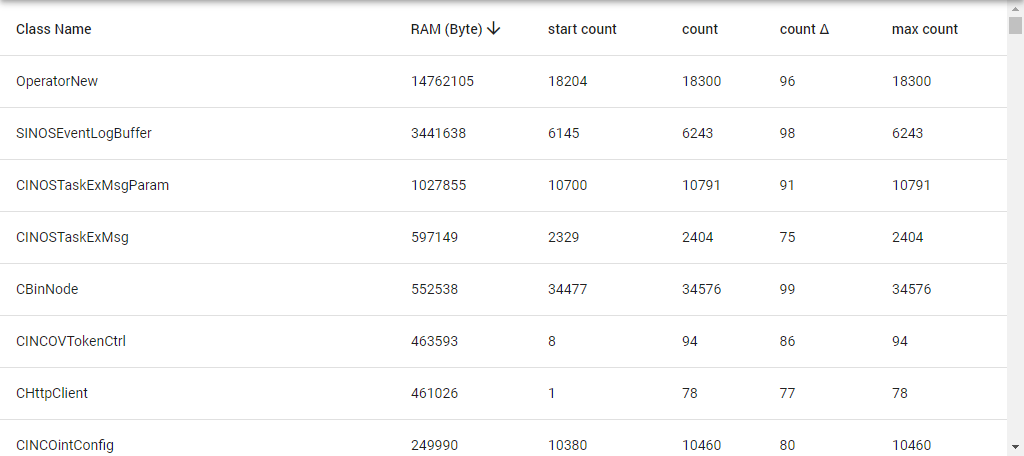 Class Name RAM (Byte) ↓ start count count count Δ max count
OperatorNew 14762105 18204 18300 96 18300
SINOSEventLogBuffer 3441638 6145 6243 98 6243
CINOSTaskExMsgParam 1027855 10700 10791 91 10791
CINOSTaskExMsg 597149 2329 2404 75 2404
CBinNode 552538 34477 34576 99 34576
CINCOVTokenCtrl 463593 8 94 86 94
CHttpClient 461026 1 78 77 78
CINCOintConfig 249990 10380 10460 80 10460